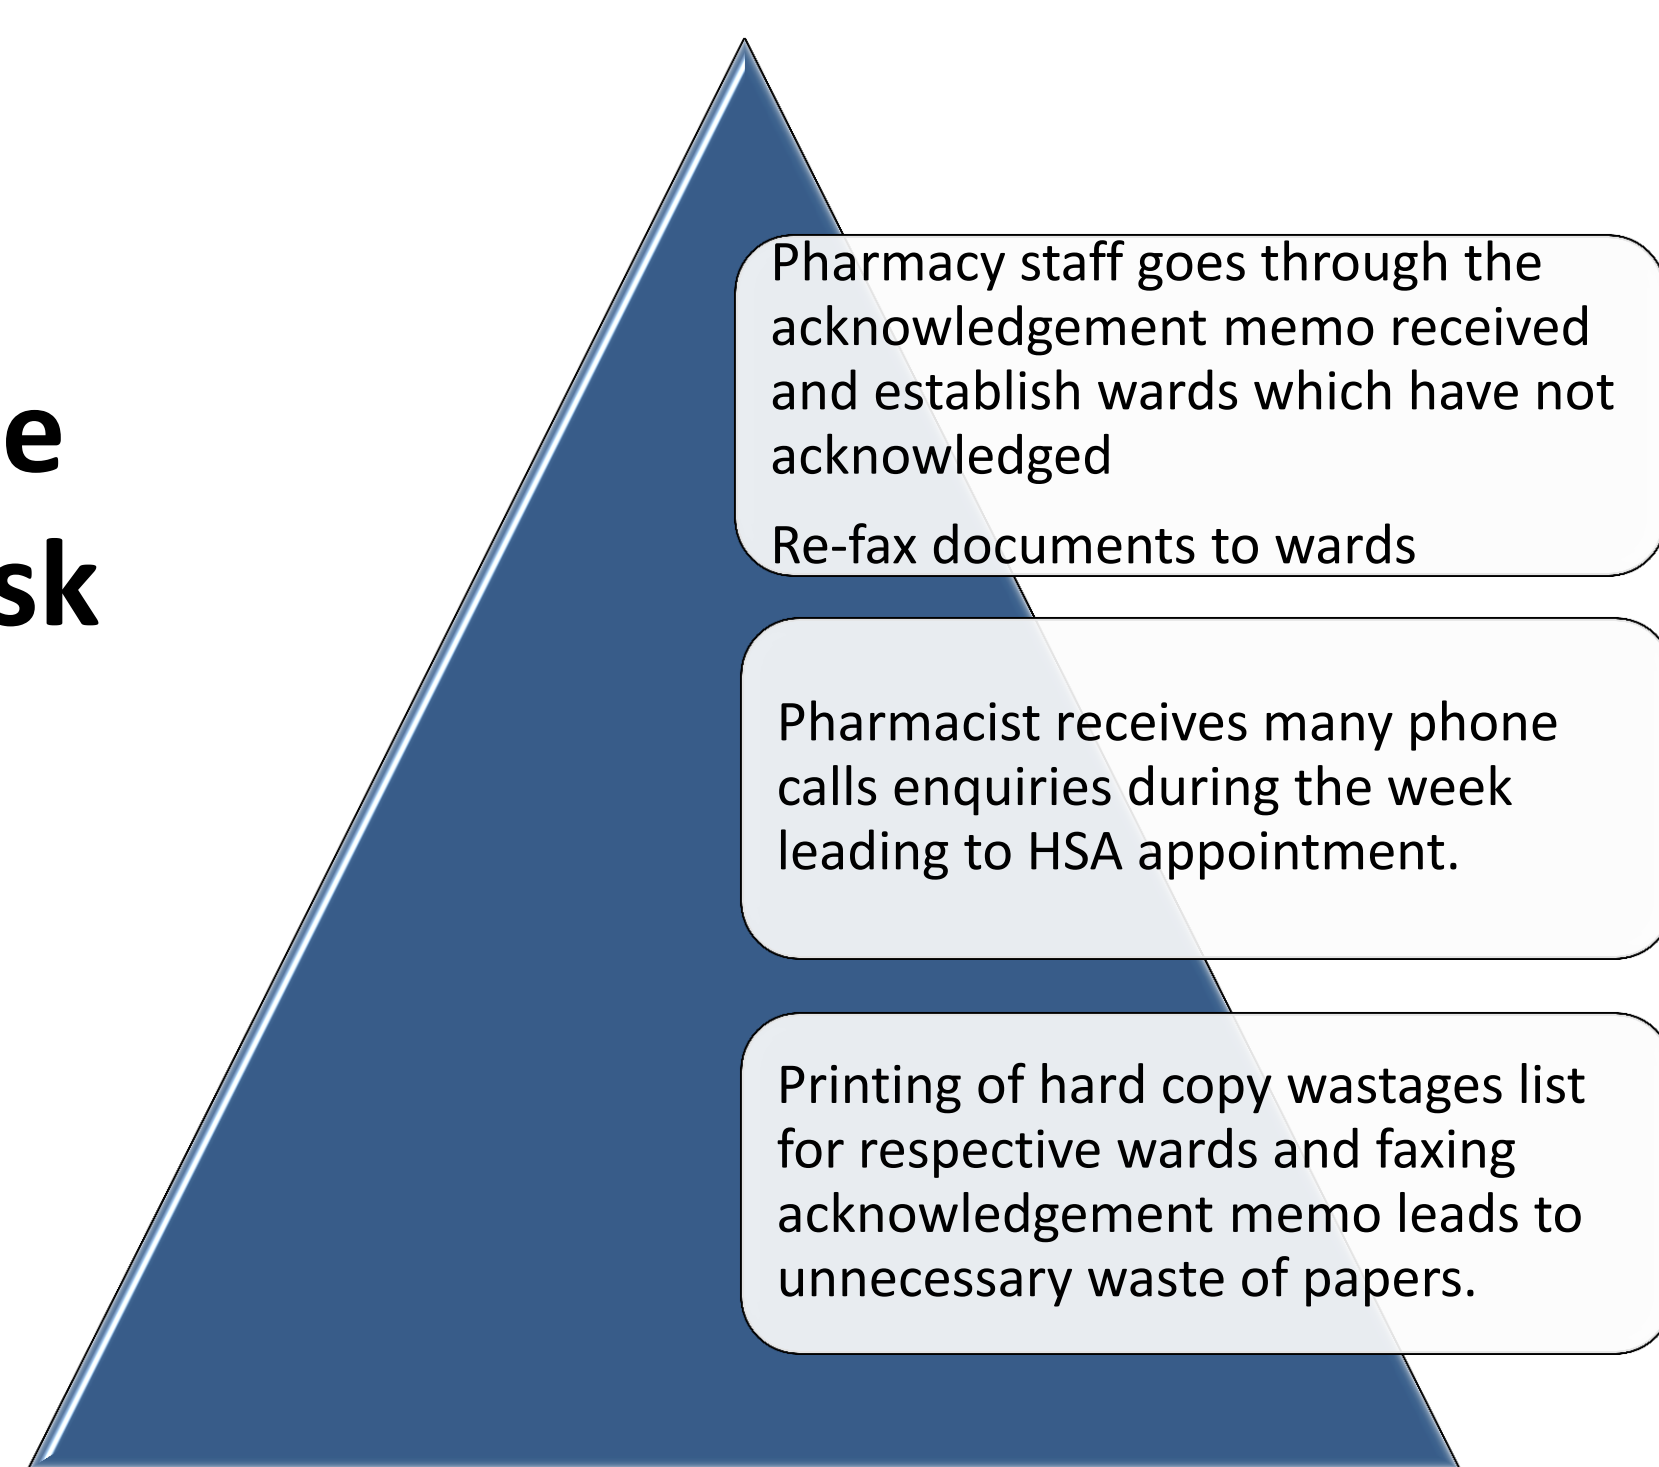 e
sk
Pharmacy staff goes through the
acknowledgement memo received
and establish wards which have not
acknowledged
Re-fax documents to wards
Pharmacist receives many phone
calls enquiries during the week
leading to HSA appointment.
Printing of hard copy wastages list
for respective wards and faxing
acknowledgement memo leads to
unnecessary waste of papers.